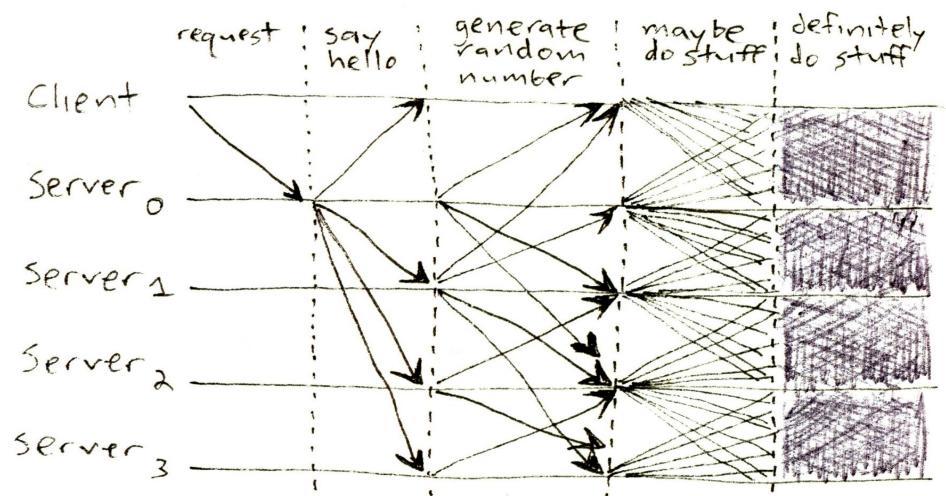 request
say
hello
generate
random
number
maybe
do stuff
definitely
do stuff
Client
Server 0
Server 1
Server 2
Server 3